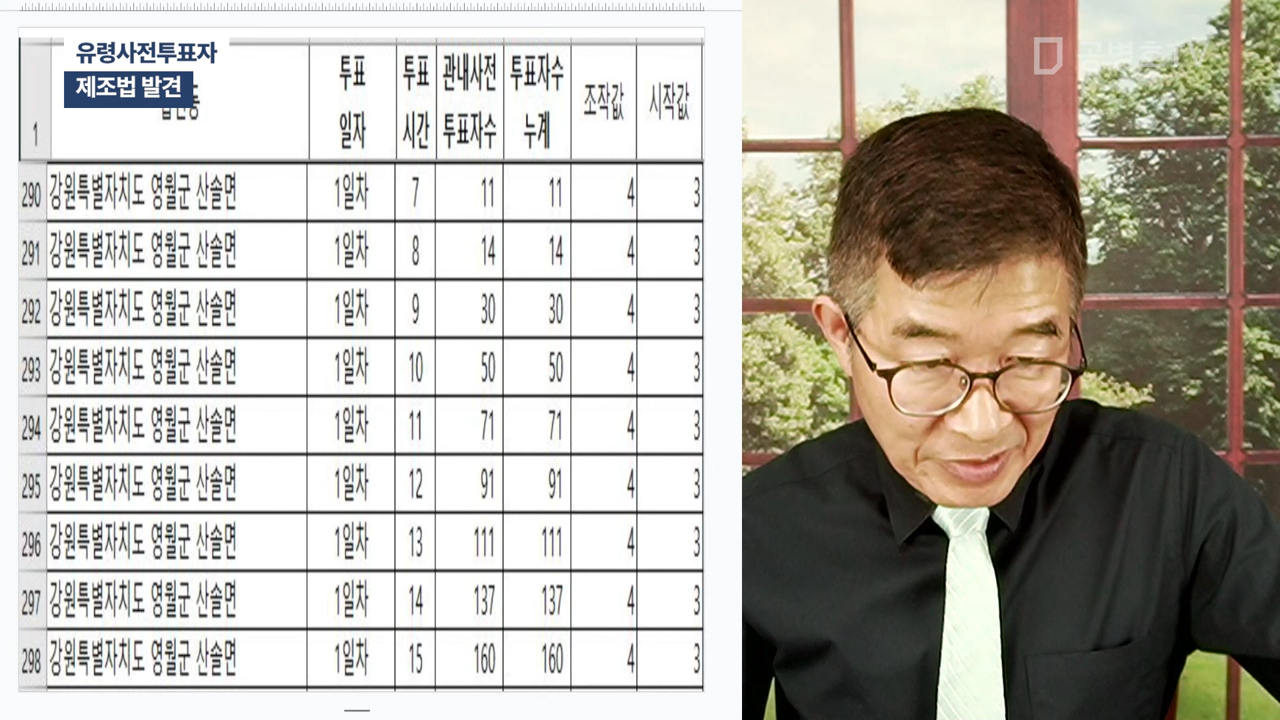 유령사전투표자
제조법 발견
공병호TV
1 읍면동 투표 일자 투표 시간 관내사전 투표자수 투표자수 누계 조작값 시작값
290 강원특별자치도 영월군 산솔면 1일차 7 11 11 4 3
291 강원특별자치도 영월군 산솔면 1일차 8 14 14 4 3
292 강원특별자치도 영월군 산솔면 1일차 9 30 30 4 3
293 강원특별자치도 영월군 산솔면 1일차 10 50 50 4 3
294 강원특별자치도 영월군 산솔면 1일차 11 71 71 4 3
295 강원특별자치도 영월군 산솔면 1일차 12 91 91 4 3
296 강원특별자치도 영월군 산솔면 1일차 13 111 111 4 3
297 강원특별자치도 영월군 산솔면 1일차 14 137 137 4 3
298 강원특별자치도 영월군 산솔면 1일차 15 160 160 4 3